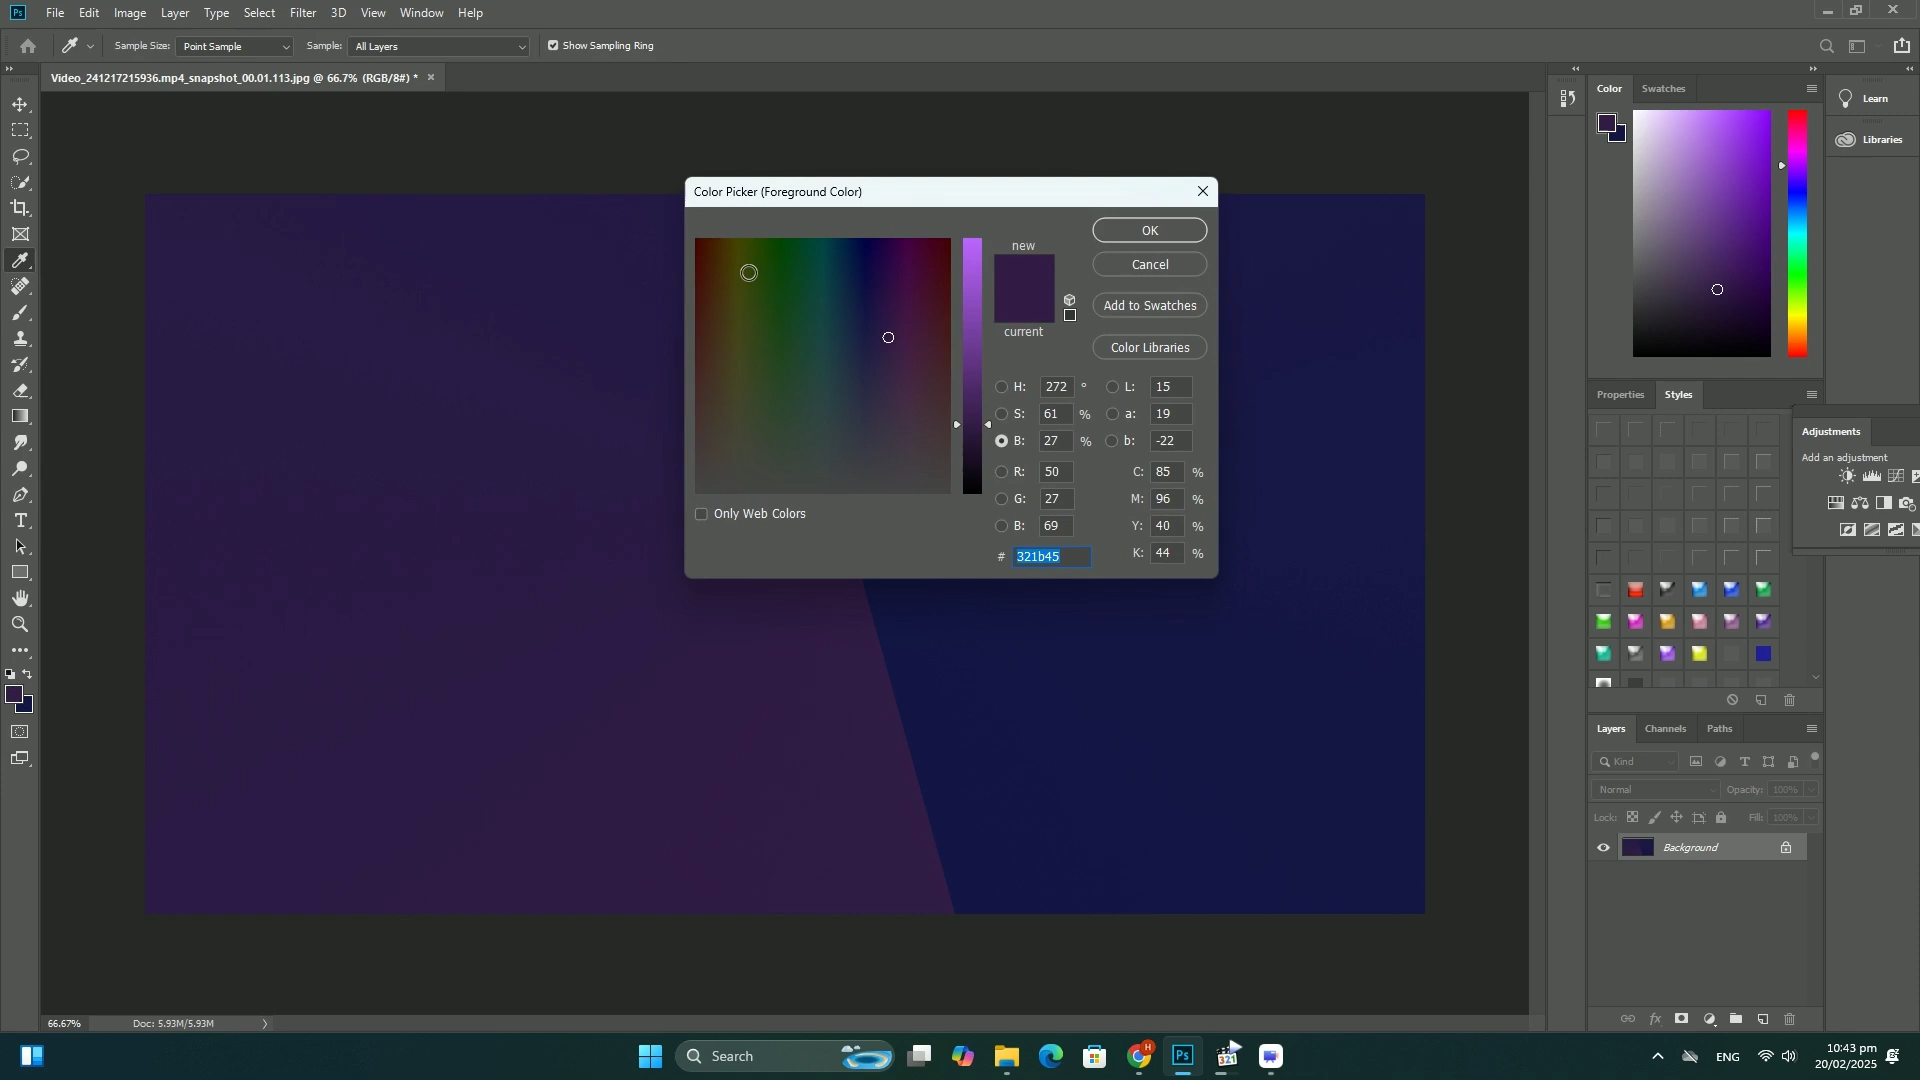 Ps File Edit Image Layer Type Select Filter 3D View Window Help
Sample Size: Point Sample Sample: All Layers Show Sampling Ring
Video_241217215936.mp4_snapshot_00.01.113.jpg @ 66.7% (RGB/8#) *
Color Swatches
Learn
Libraries
Color Picker (Foreground Color)
new
current
OK
Cancel
Add to Swatches
Color Libraries
H: 272 ° L: 15
S: 61 % a: 19
B: 27 % b: -22
R: 50 C: 85 %
G: 27 M: 96 %
B: 69 Y: 40 %
# 321b45 K: 44 %
Only Web Colors
Properties Styles
Adjustments
Add an adjustment
Layers Channels Paths
Kind
Normal Opacity: 100%
Lock: Fill: 100%
Background
66.67% Doc: 5.93M/5.93M
Search
Ps
321
H
ENG
10:43 pm
20/02/2025